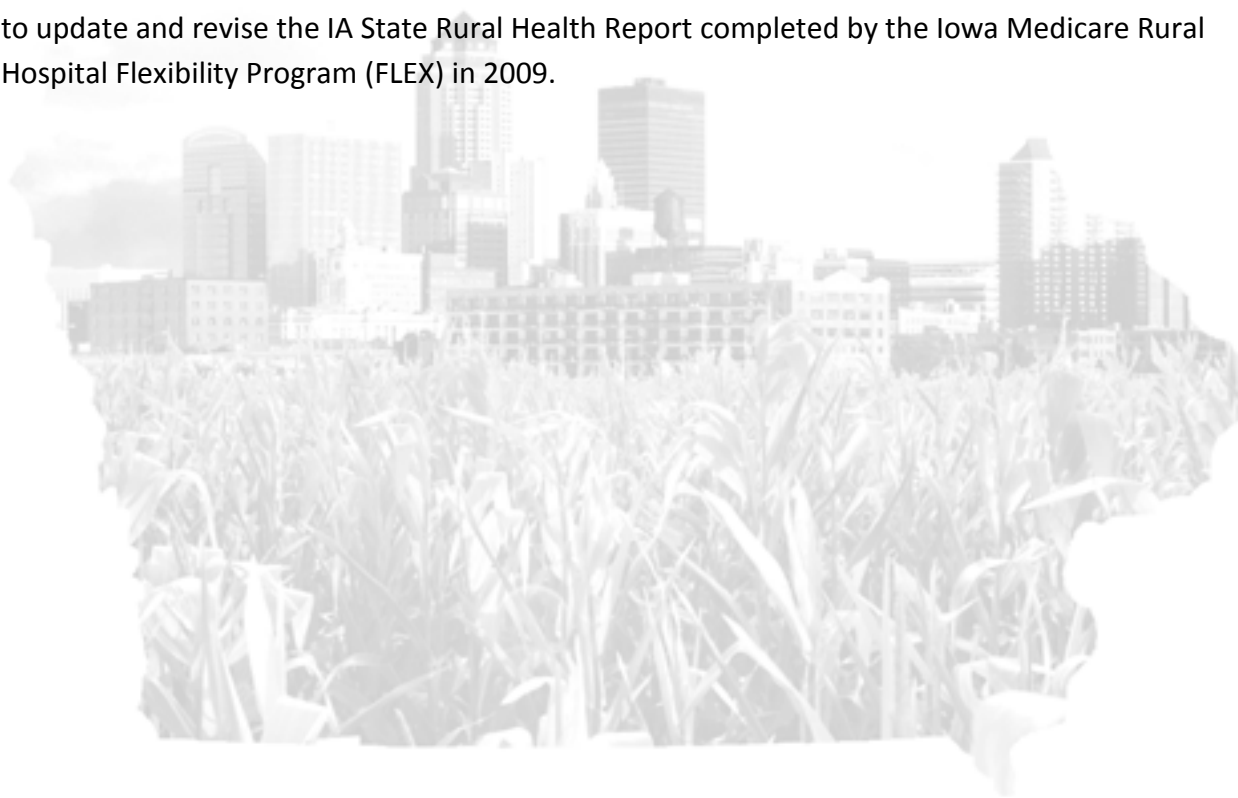 to update and revise the IA State Rural Health Report completed by the Iowa Medicare Rural
Hospital Flexibility Program (FLEX) in 2009.